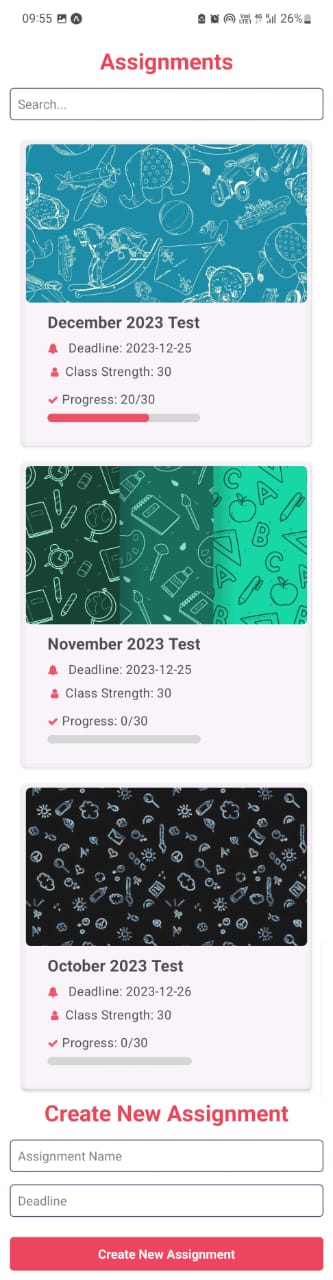 09:55 26%
Assignments
Search...
December 2023 Test
Deadline: 2023-12-25
Class Strength: 30
Progress: 20/30
November 2023 Test
Deadline: 2023-12-25
Class Strength: 30
Progress: 0/30
October 2023 Test
Deadline: 2023-12-26
Class Strength: 30
Progress: 0/30
Create New Assignment
Assignment Name
Deadline
Create New Assignment